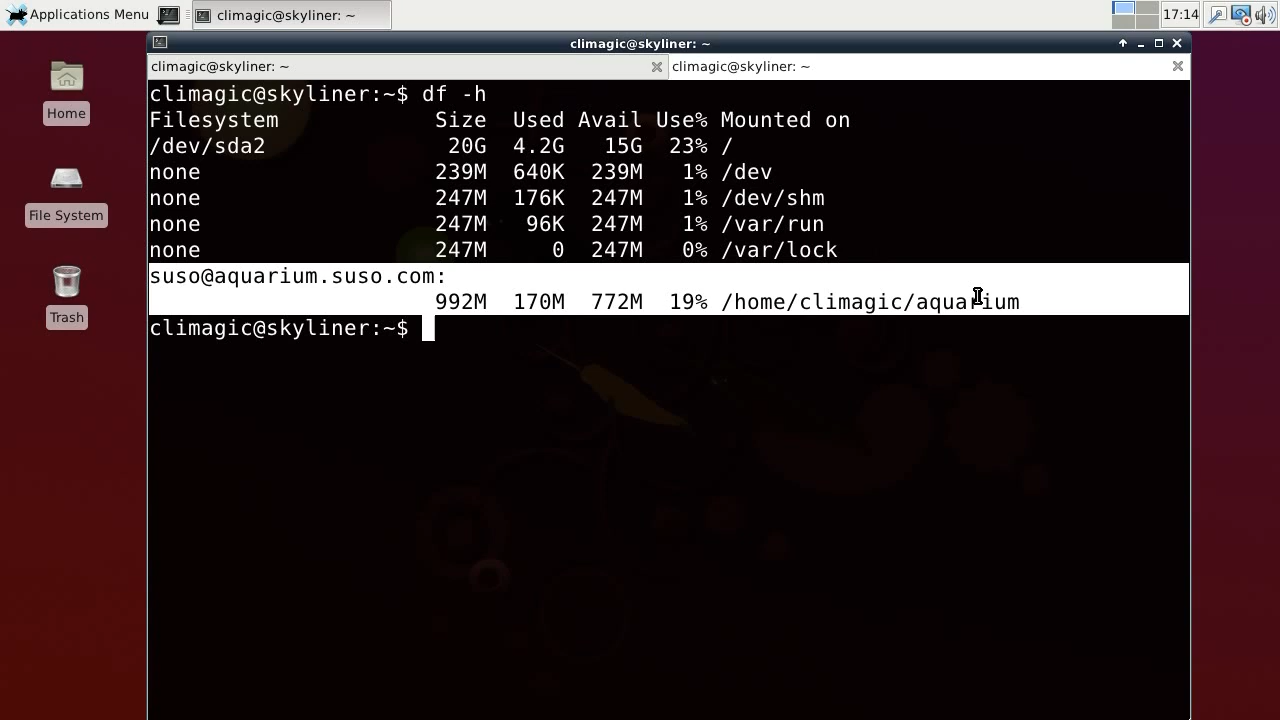 Applications Menu climagic@skyliner: ~ 17:14
climagic@skyliner: ~
climagic@skyliner: ~ climagic@skyliner: ~
Home
File System
Trash
climagic@skyliner:~$ df -h
Filesystem Size Used Avail Use% Mounted on
/dev/sda2 20G 4.2G 15G 23% /
none 239M 640K 239M 1% /dev
none 247M 176K 247M 1% /dev/shm
none 247M 96K 247M 1% /var/run
none 247M 0 247M 0% /var/lock
suso@aquarium.suso.com:
992M 170M 772M 19% /home/climagic/aquarium
climagic@skyliner:~$